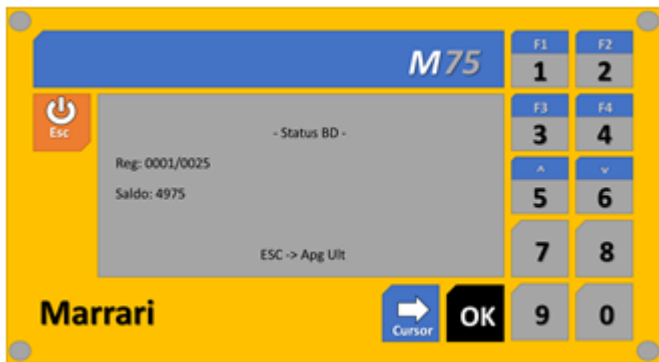 M75
F1
1
F2
2
Esc
- Status BD -
Reg: 0001/0025
Saldo: 4975
ESC -> Apg Ult
F3
3
F4
4
^
5
v
6
7
8
Marrari
Cursor
OK
9
0